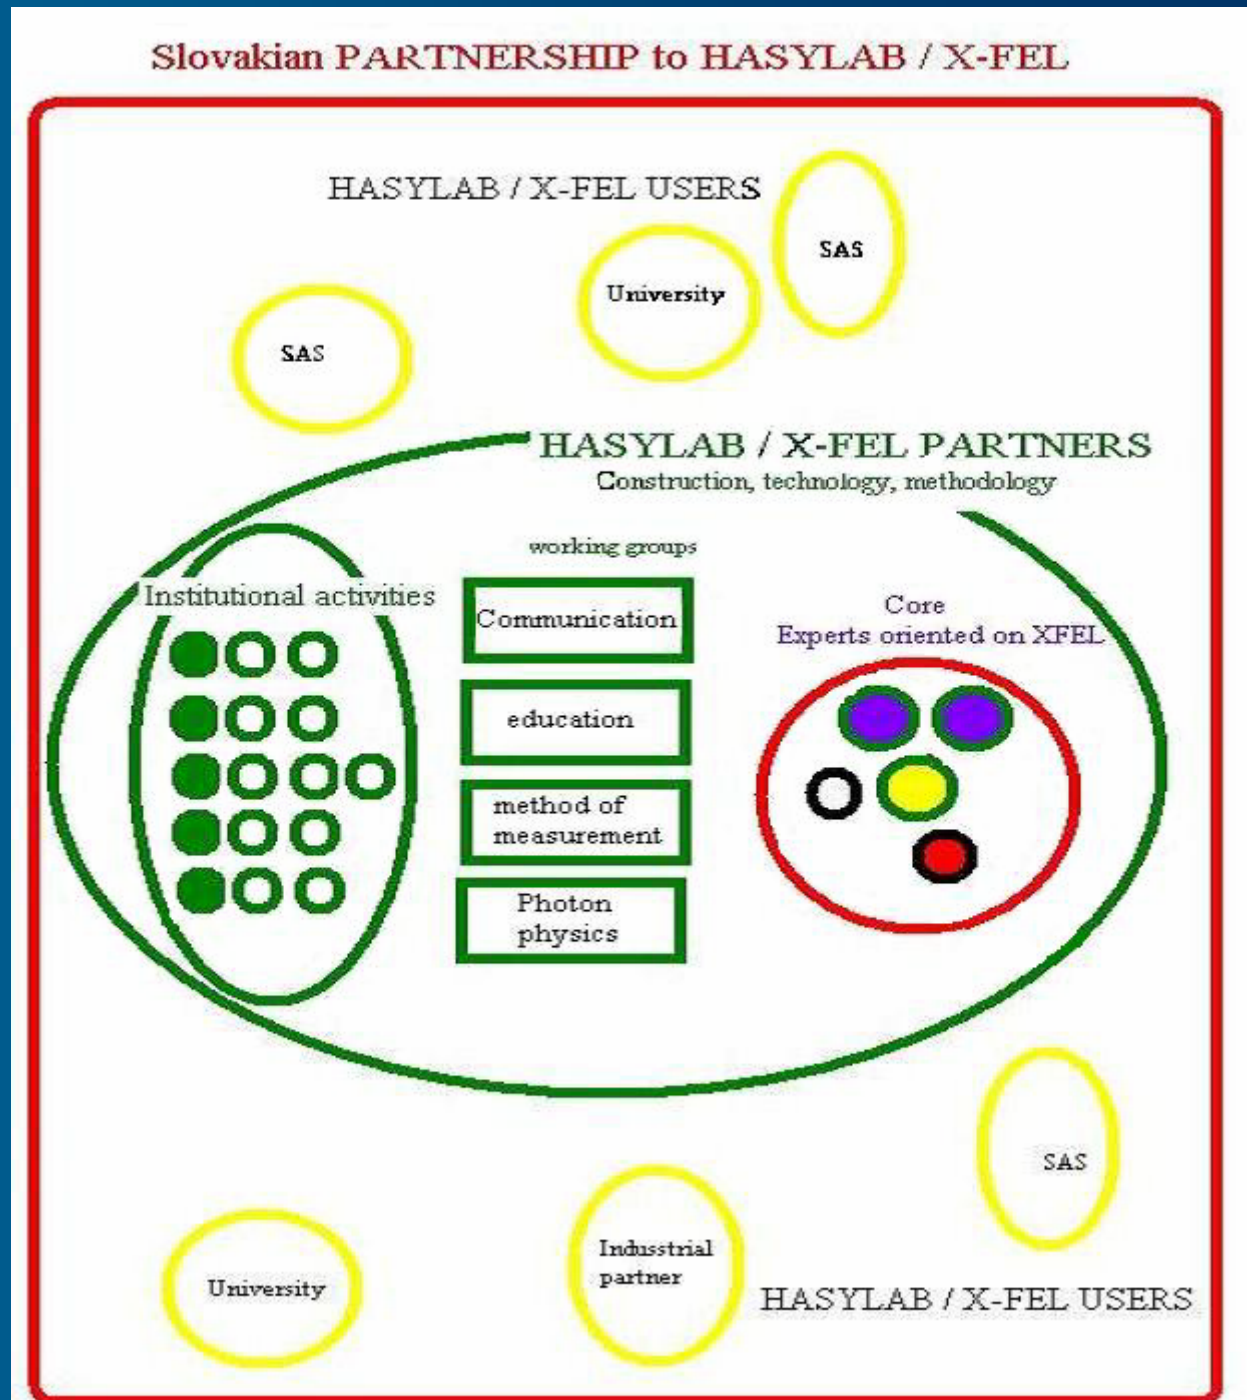 Slovakian PARTNERSHIP to HASYLAB / X-FEL
HASYLAB / X-FEL USERS
SAS
University
SAS
HASYLAB / X-FEL PARTNERS
Construction, technology, methodology
working groups
Institutional activities
Communication
education
method of
measurement
Photon
physics
Core
Experts oriented on XFEL
SAS
University
Indusstrial
partner
HASYLAB / X-FEL USERS